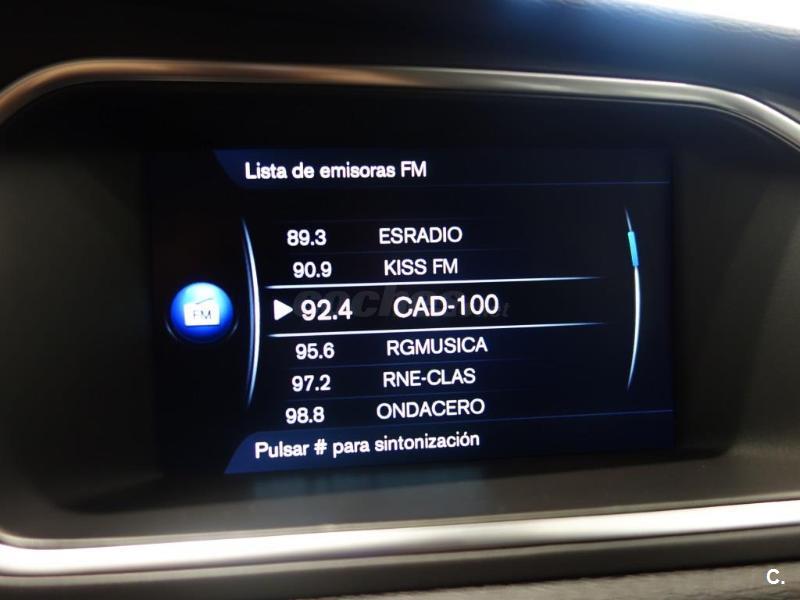 Lista de emisoras FM
89.3 ESRADIO
90.9 KISS FM
92.4 CAD-100
FM
95.6 RGMUSICA
97.2 RNE-CLAS
98.8 ONDACERO
Pulsar # para sintonización
C.